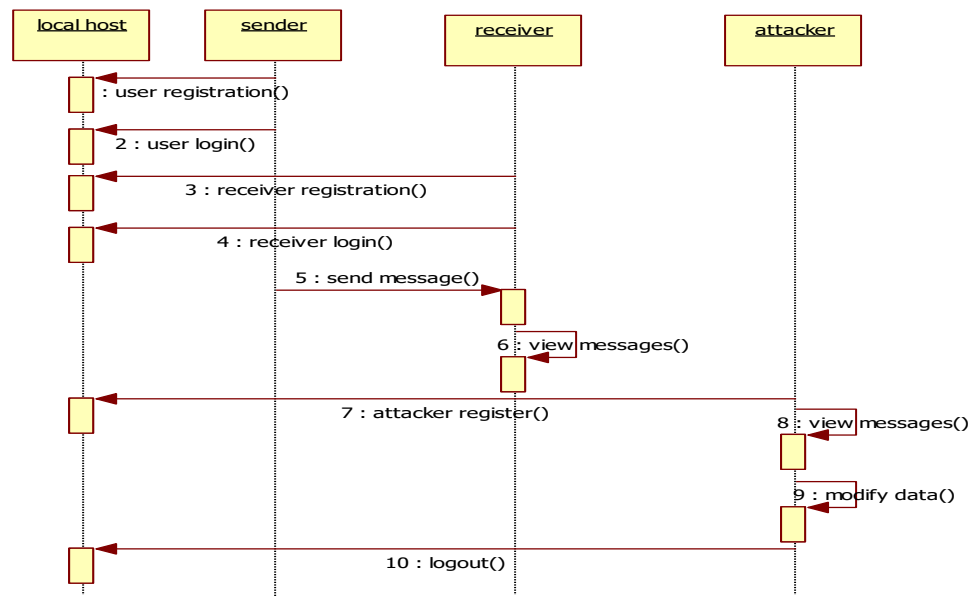 local host
sender
receiver
attacker
: user registration()
2 : user login()
3 : receiver registration()
4 : receiver login()
5 : send message()
6 : view messages()
7 : attacker register()
8 : view messages()
9 : modify data()
10 : logout()